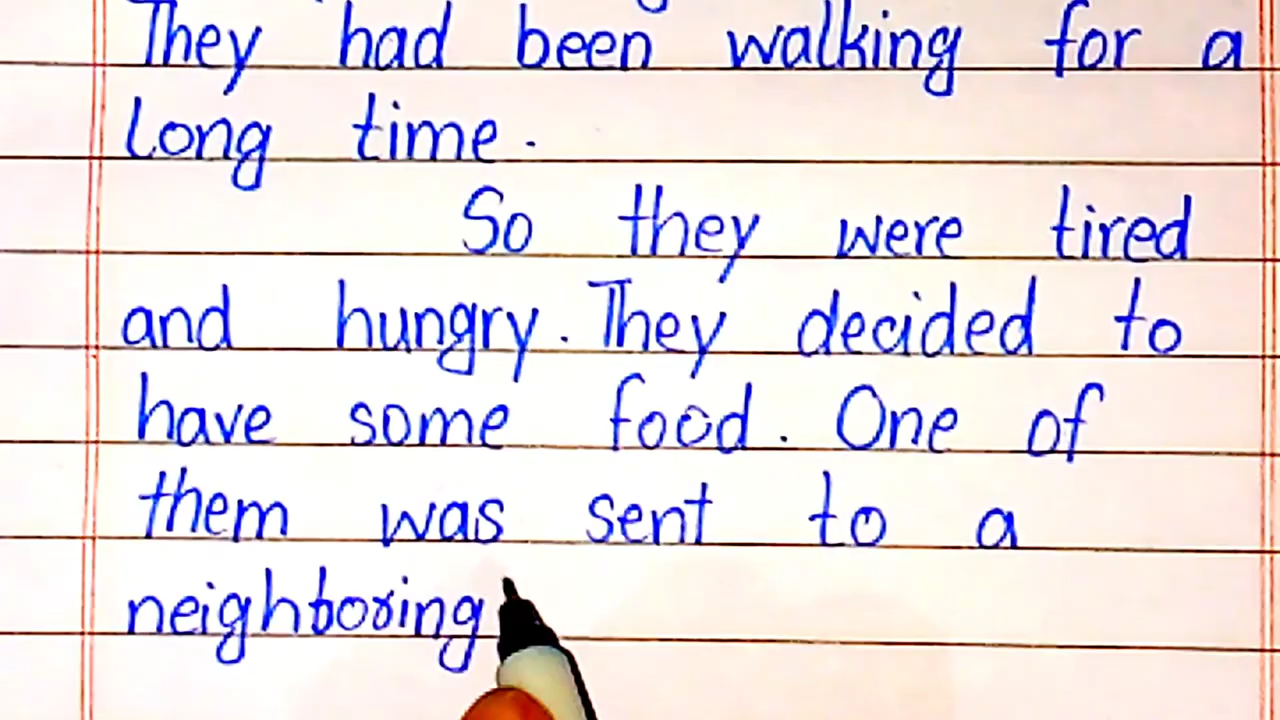 They had been walking for a
long time.
So they were tired
and hungry. They decided to
have some food. One of
them was sent to a
neighboring